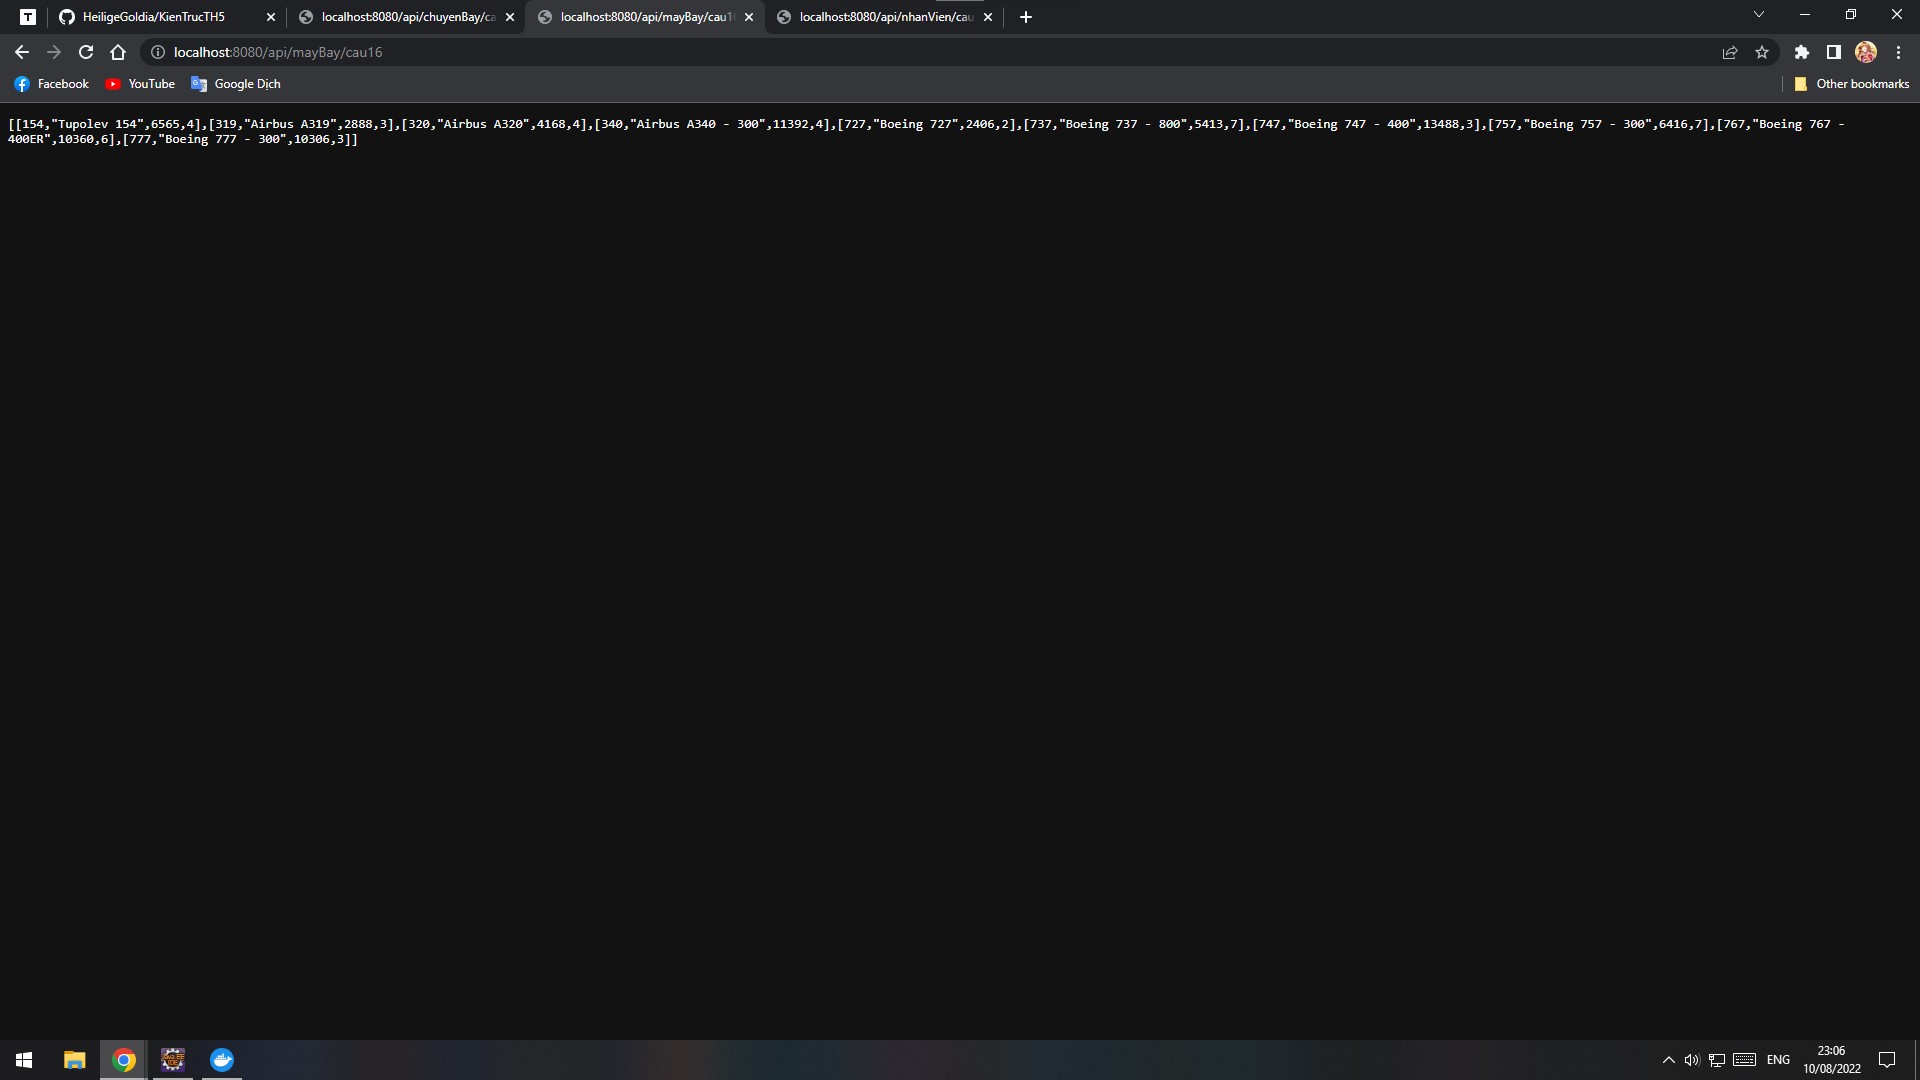 HeiligeGoldia/KienTrucTH5
localhost:8080/api/chuyenBay/ca
localhost:8080/api/mayBay/cau1
localhost:8080/api/nhanVien/cau
localhost:8080/api/mayBay/cau16
Facebook
YouTube
Google Dịch
Other bookmarks
[[154,"Tupolev 154",6565,4],[319,"Airbus A319",2888,3],[320,"Airbus A320",4168,4],[340,"Airbus A340 - 300",11392,4],[727,"Boeing 727",2406,2],[737,"Boeing 737 - 800",5413,7],[747,"Boeing 747 - 400",13488,3],[757,"Boeing 757 - 300",6416,7],[767,"Boeing 767 -
400ER",10360,6],[777,"Boeing 777 - 300",10306,3]]
ENG
23:06
10/08/2022